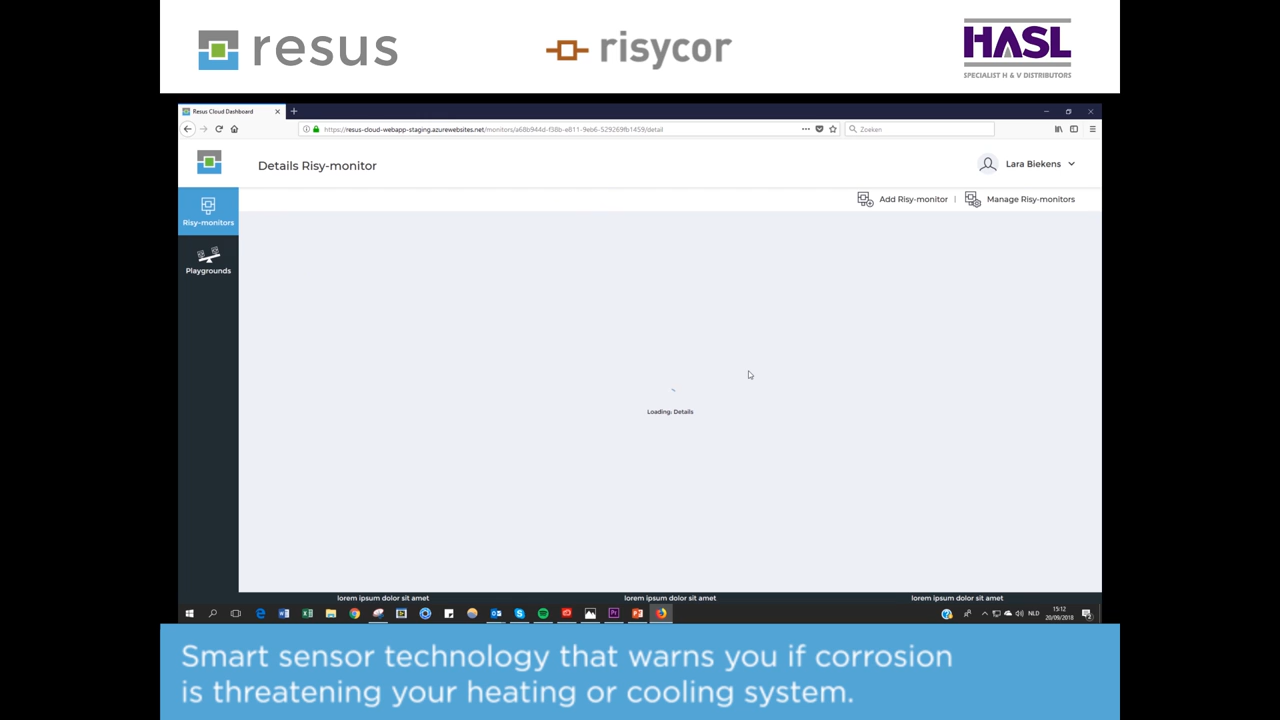 resus
risycor
HASL
SPECIALIST H & V DISTRIBUTORS
Resus Cloud Dashboard
https://resus-cloud-webapp-staging.azurewebsites.net/monitors/a68b944d-f38b-e811-9eb6-529269fb1459/detail
Zoeken
Details Risy-monitor
Lara Biekens
Add Risy-monitor | Manage Risy-monitors
Risy-monitors
Playgrounds
Loading: Details
lorem ipsum dolor sit amet
lorem ipsum dolor sit amet
lorem ipsum dolor sit amet
NLD
15:12
20/09/2018
Smart sensor technology that warns you if corrosion
is threatening your heating or cooling system.